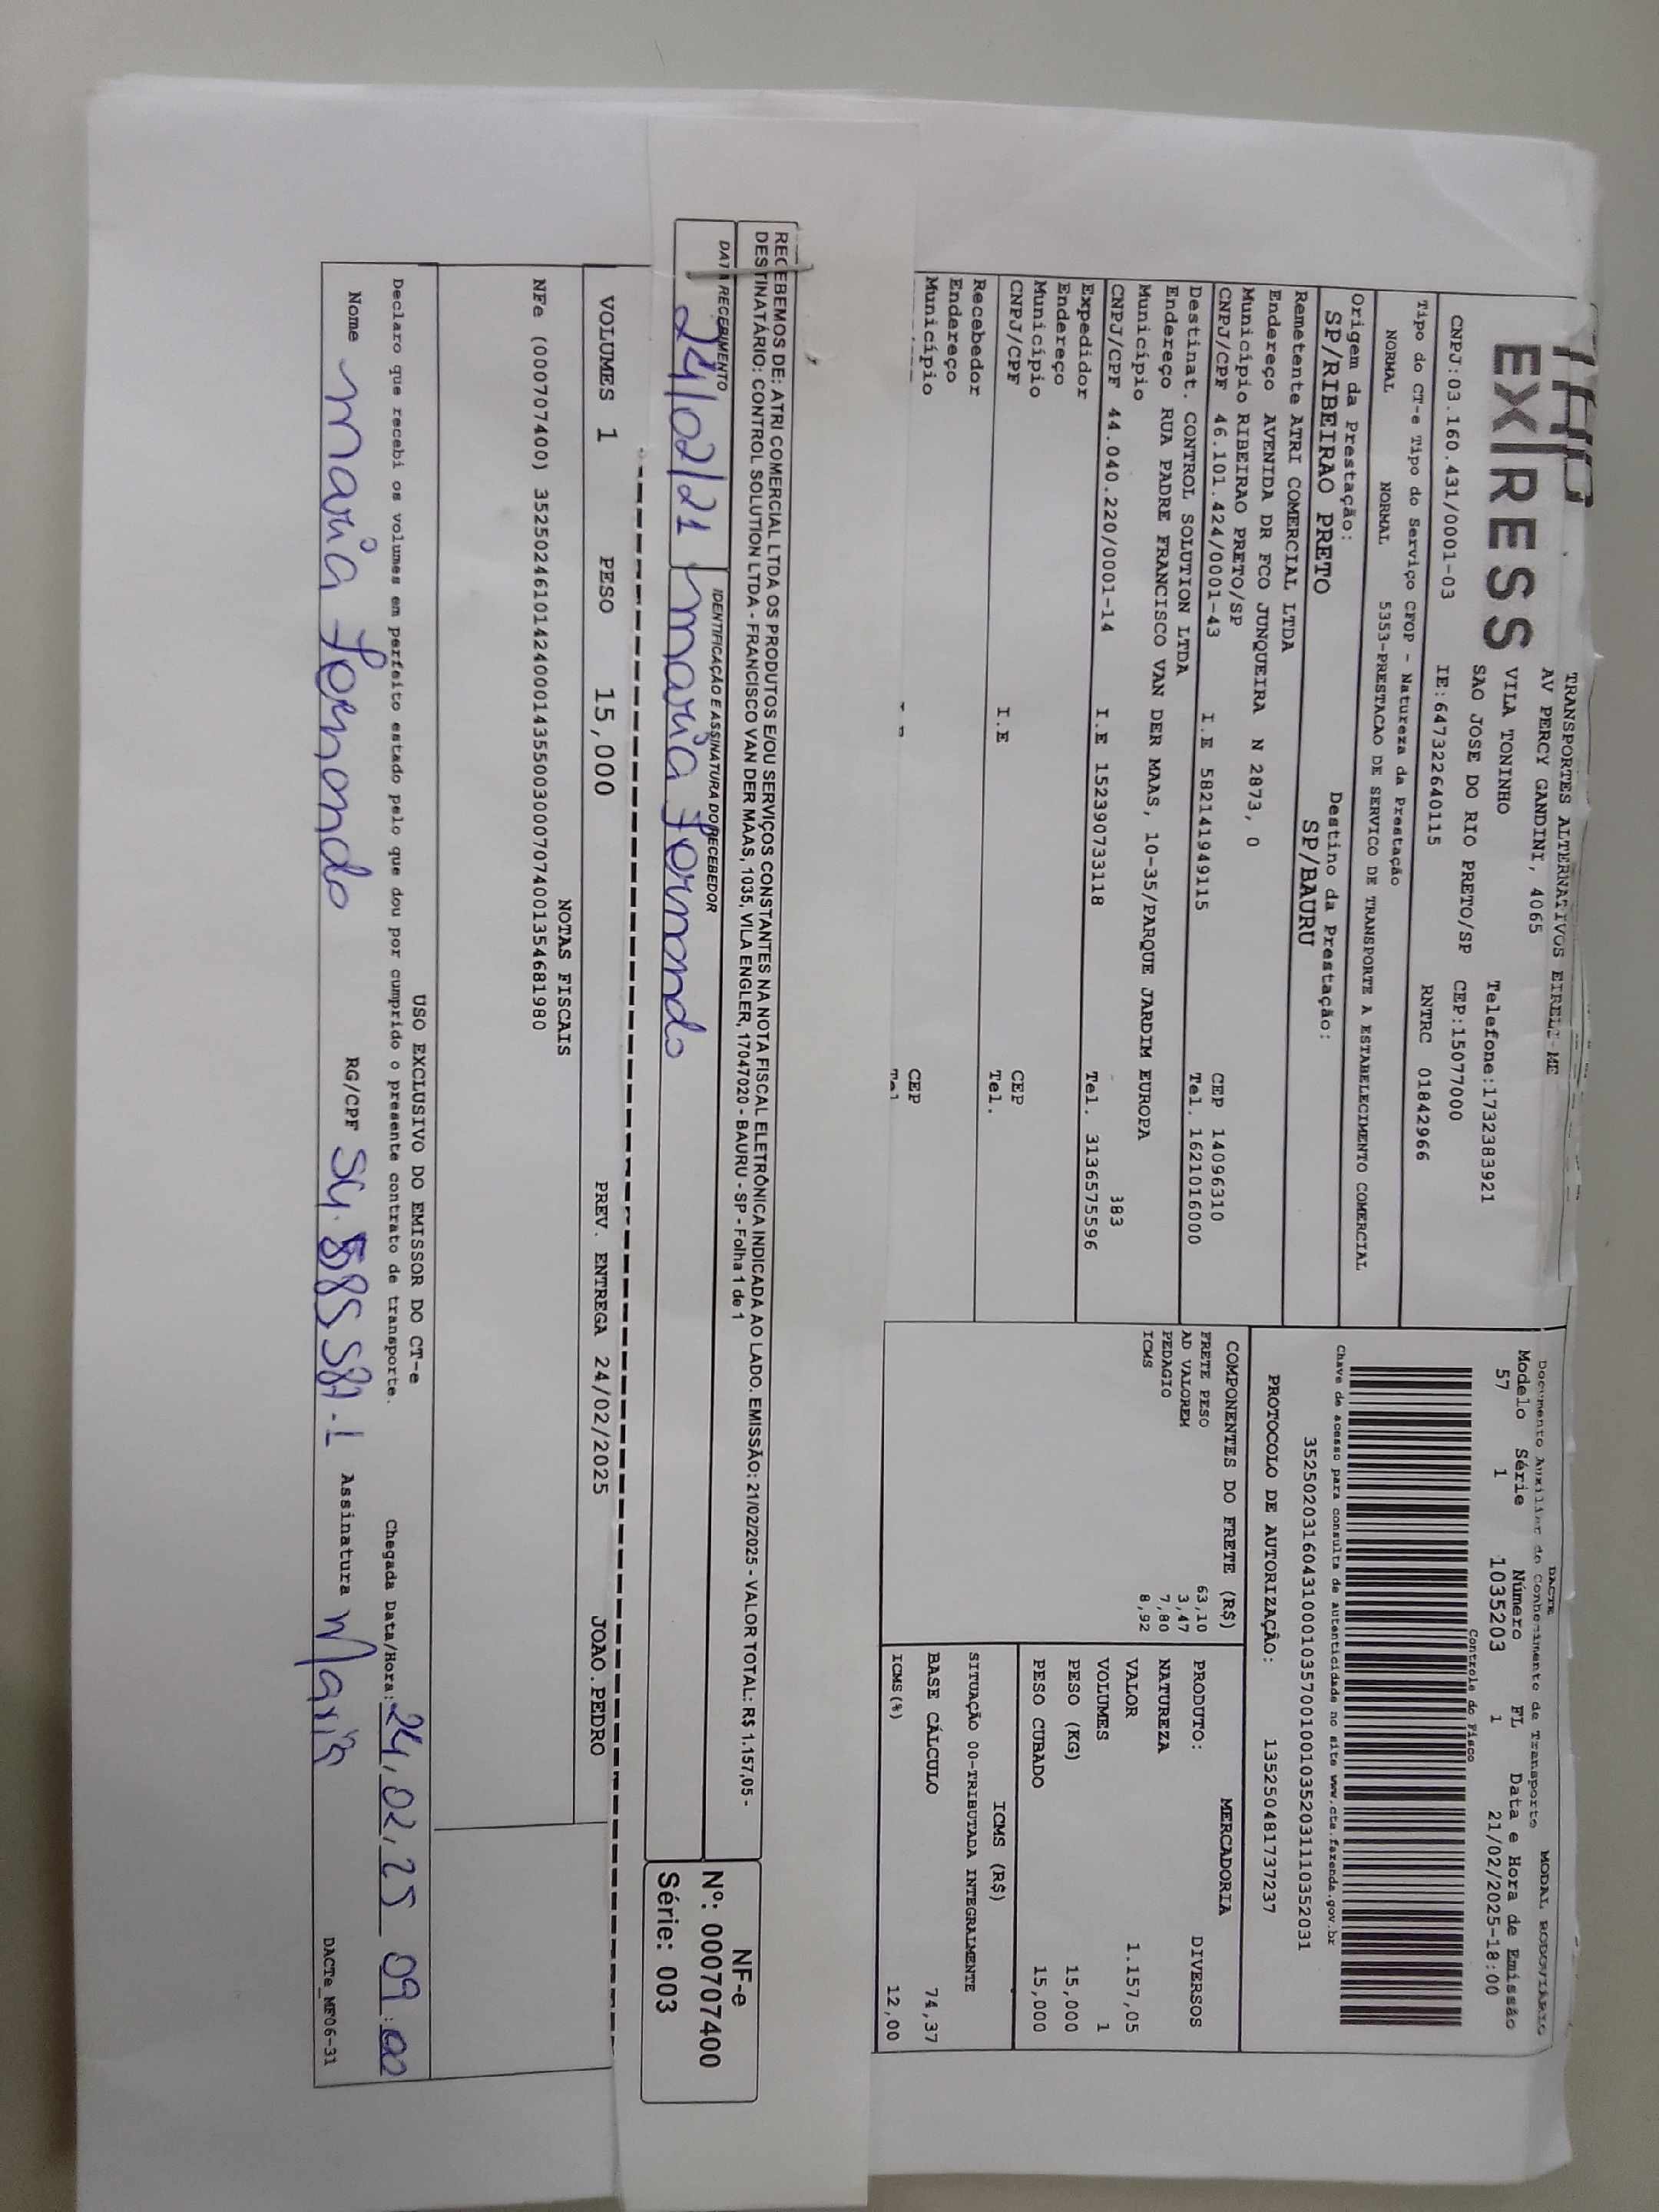 EXPRESS
TRANSPORTES ALTERNATIVOS EIRELI-ME
AV PERCY GANDINI, 4065
VILA TONINHO Telefone:1732383921
SAO JOSE DO RIO PRETO/SP CEP:15077000
CNPJ:03.160.431/0001-03 IE:647322640115 RNTRC 01842966
Tipo do CT-e Tipo do Serviço CFOP - Natureza da Prestação
NORMAL NORMAL 5353-PRESTACAO DE SERVICO DE TRANSPORTE A ESTABELECIMENTO COMERCIAL
Origem da Prestação: Destino da Prestação:
SP/RIBEIRAO PRETO SP/BAURU
Remetente ATRI COMERCIAL LTDA
Endereço AVENIDA DR FCO JUNQUEIRA N 2873, 0
Município RIBEIRAO PRETO/SP CEP 14096310
CNPJ/CPF 46.101.424/0001-43 I.E 582141949115 Tel. 1621016000
Destinat. CONTROL SOLUTION LTDA
Endereço RUA PADRE FRANCISCO VAN DER MAAS, 10-35/PARQUE JARDIM EUROPA
Município 383
CNPJ/CPF 44.040.220/0001-14 I.E 152390733118 Tel. 3136575596
Expedidor
Endereço
Município CEP
CNPJ/CPF I.E Tel.
Recebedor
Endereço
Município CEP
DACTE MODAL RODOVIÁRIO
Documento Auxiliar do Conhecimento de Transporte
Modelo Série Número FL Data e Hora de Emissão
57 1 1035203 1 21/02/2025-18:00
Controle do Fisco
Chave de acesso para consulta de autenticidade no site www.cte.fazenda.gov.br
35250203160431000103570010010352031110352031
PROTOCOLO DE AUTORIZAÇÃO: 135250481737237
COMPONENTES DO FRETE (R$)
FRETE PESO 63,10
AD VALOREM 3,47
PEDAGIO 7,80
ICMS 8,92
MERCADORIA
PRODUTO: DIVERSOS
NATUREZA
VALOR 1.157,05
VOLUMES 1
PESO (KG) 15,000
PESO CUBADO 15,000
ICMS (R$)
SITUAÇÃO 00-TRIBUTADA INTEGRALMENTE
BASE CÁLCULO 74,37
ICMS(%) 12,00
RECEBEMOS DE: ATRI COMERCIAL LTDA OS PRODUTOS E/OU SERVIÇOS CONSTANTES NA NOTA FISCAL ELETRÔNICA INDICADA AO LADO. EMISSÃO: 21/02/2025 - VALOR TOTAL: R$ 1.157,05 -
DESTINATÁRIO: CONTROL SOLUTION LTDA - FRANCISCO VAN DER MAAS, 1035, VILA ENGLER, 17047020 - BAURU - SP - Folha 1 de 1
DATA RECEBIMENTO IDENTIFICAÇÃO E ASSINATURA DO RECEBEDOR
24/02/21 Maria Fernanda
NF-e
Nº: 000707400
Série: 003
VOLUMES 1 PESO 15,000 PREV. ENTREGA 24/02/2025 JOAO.PEDRO
NOTAS FISCAIS
NFe (000707400) 35250246101424000143550030007074001354681980
USO EXCLUSIVO DO EMISSOR DO CT-e
Declaro que recebi os volumes em perfeito estado pelo que dou por cumprido o presente contrato de transporte. Chegada Data/Hora: 24,02,25 09:00
Nome Maria Fernanda RG/CPF 54.585.581-1 Assinatura Maria
DACTe_MF06-31